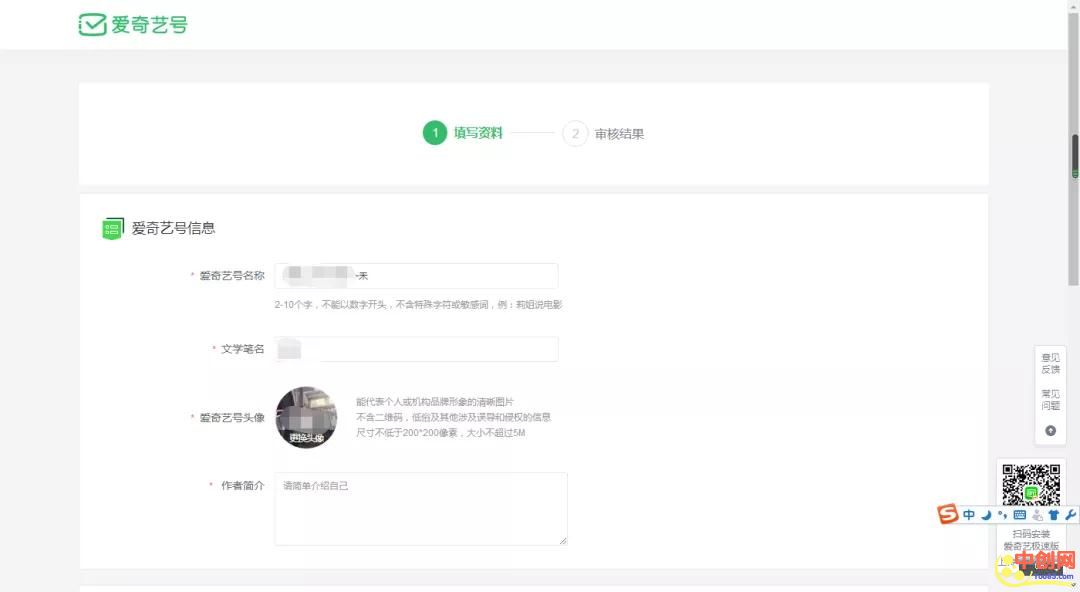 爱奇艺号
1 填写资料 2 审核结果
爱奇艺号信息
* 爱奇艺号名称
2-10个字，不能以数字开头，不含特殊字符或敏感词，例：莉姐说电影
* 文学笔名
* 爱奇艺号头像
更换头像
能代表个人或机构品牌形象的清晰图片
不含二维码，低俗及其他涉及误导和侵权的信息
尺寸不低于200*200像素，大小不超过5M
* 作者简介
请简单介绍自己
意见
反馈
常见
问题
S 中
扫码安装
爱奇艺极速版
中创网